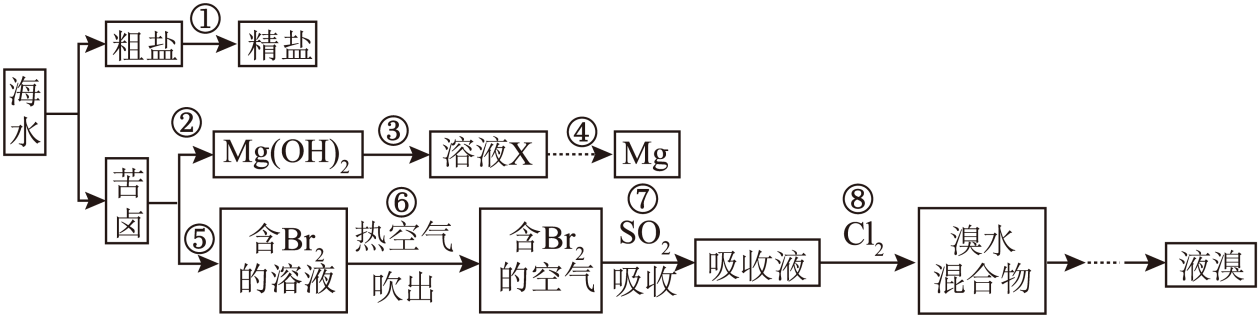 海水
粗盐
①
精盐
苦卤
②
Mg(OH)₂
③
溶液X
④
Mg
⑤
含Br₂
的溶液
⑥
热空气
吹出
含Br₂
的空气
⑦
SO₂
吸收
吸收液
⑧
Cl₂
溴水
混合物
液溴